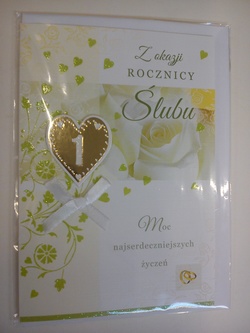 Z okazji
ROCZNICY
Ślubu
1
Moc
najserdeczniejszych
życzeń